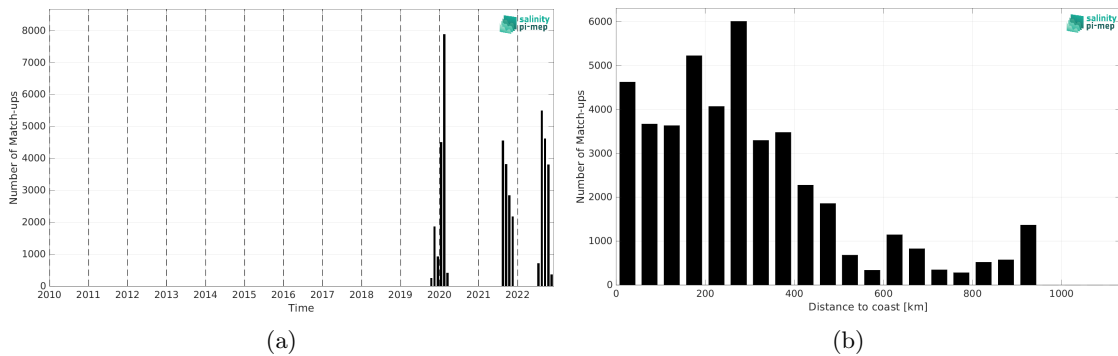 8000
7000
6000
5000
4000
3000
2000
1000
0
Number of Match-ups
2010 2011 2012 2013 2014 2015 2016 2017 2018 2019 2020 2021 2022
Time
salinity
pi-mep
(a)
6000
5000
4000
3000
2000
1000
0
Number of Match-ups
0 200 400 600 800 1000
Distance to coast [km]
salinity
pi-mep
(b)